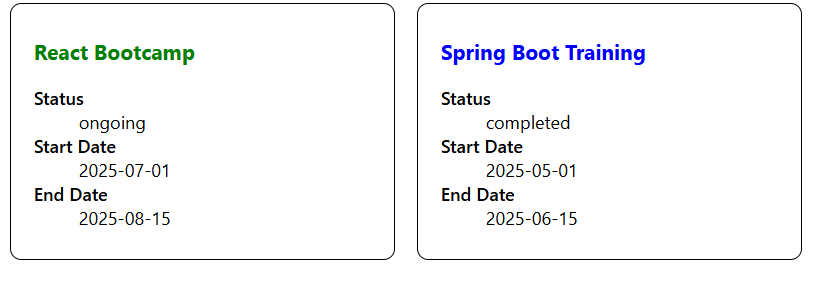 React Bootcamp
Status
ongoing
Start Date
2025-07-01
End Date
2025-08-15
Spring Boot Training
Status
completed
Start Date
2025-05-01
End Date
2025-06-15